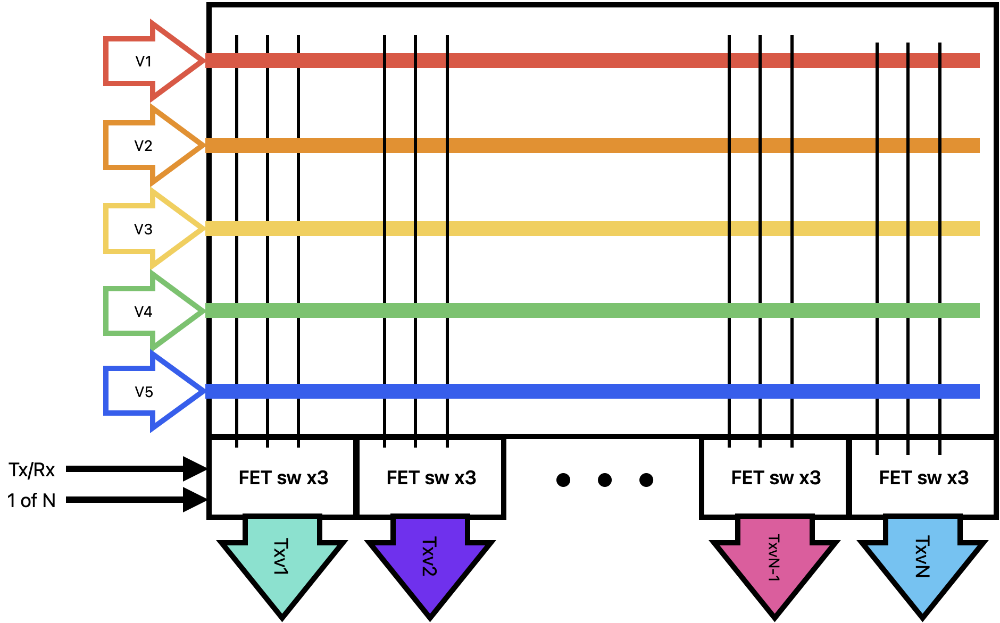 V1
V2
V3
V4
V5
Tx/Rx
1 of N
FET sw x3
FET sw x3
FET sw x3
FET sw x3
Txv1
Txv2
TxvN-1
TxvN